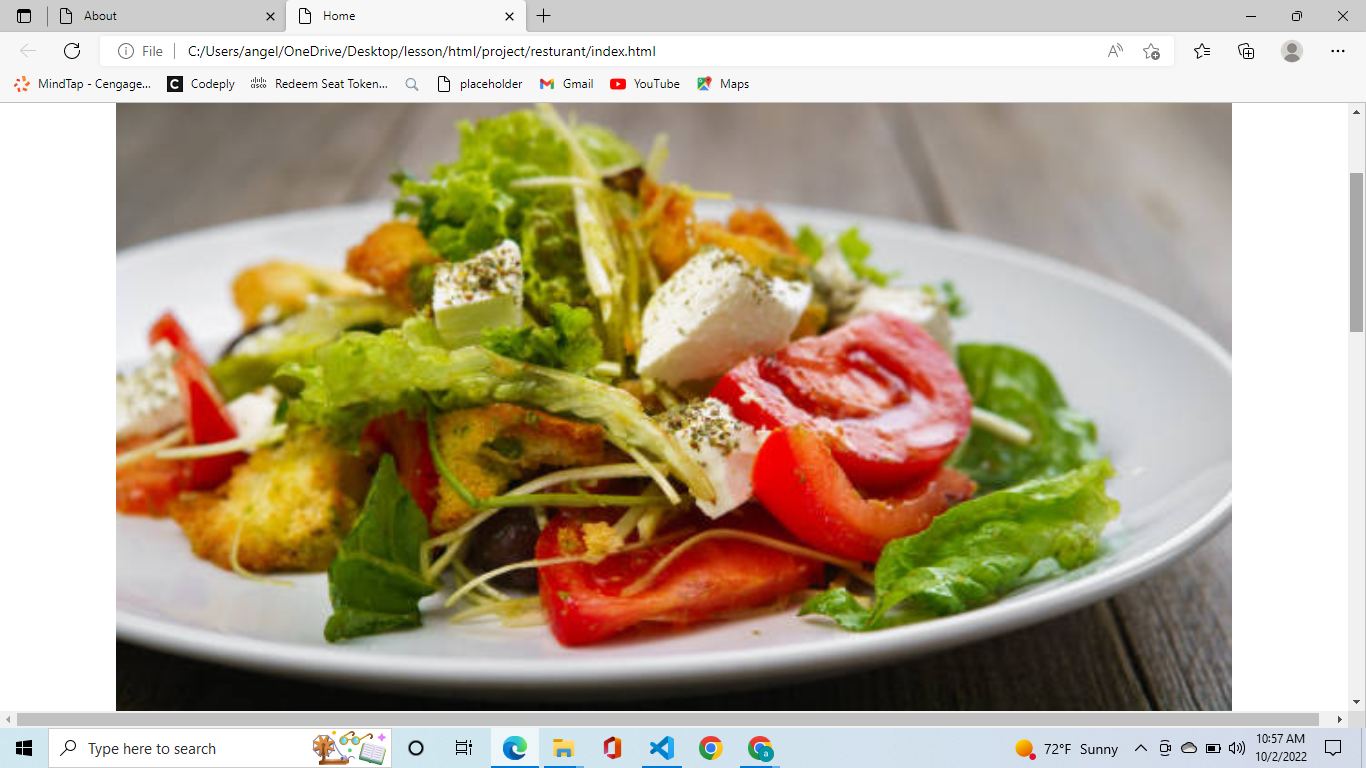 About
Home
File
C:/Users/angel/OneDrive/Desktop/lesson/html/project/resturant/index.html
MindTap - Cengage...
Codeply
Redeem Seat Token...
placeholder
Gmail
YouTube
Maps
Type here to search
72°F Sunny
10:57 AM
10/2/2022